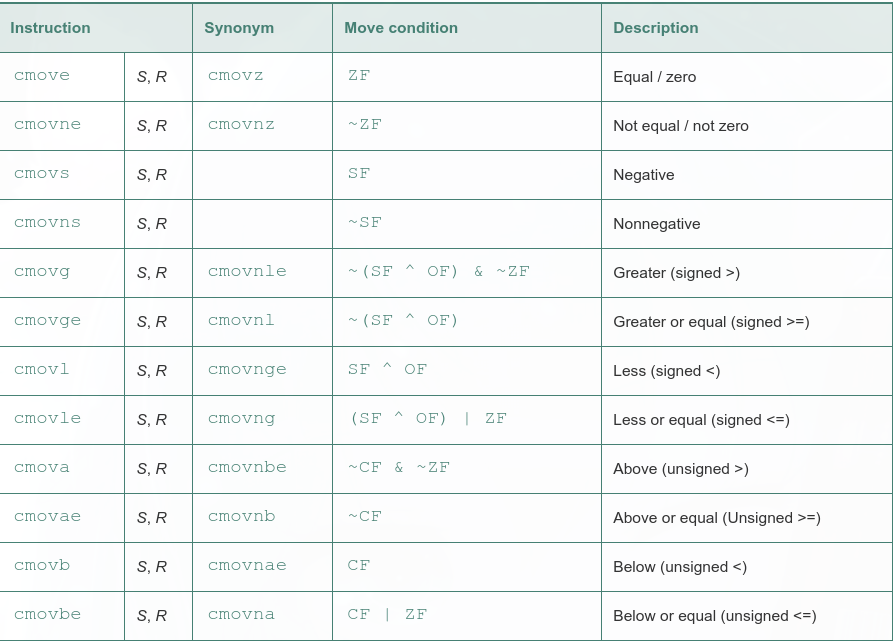 Instruction Synonym Move condition Description
cmove S, R cmovz ZF Equal / zero
cmovne S, R cmovnz ~ZF Not equal / not zero
cmovs S, R SF Negative
cmovns S, R ~SF Nonnegative
cmovg S, R cmovnle ~(SF ^ OF) & ~ZF Greater (signed >)
cmovge S, R cmovnl ~(SF ^ OF) Greater or equal (signed >=)
cmovl S, R cmovnge SF ^ OF Less (signed <)
cmovle S, R cmovng (SF ^ OF) | ZF Less or equal (signed <=)
cmova S, R cmovnbe ~CF & ~ZF Above (unsigned >)
cmovae S, R cmovnb ~CF Above or equal (Unsigned >=)
cmovb S, R cmovnae CF Below (unsigned <)
cmovbe S, R cmovna CF | ZF Below or equal (unsigned <=)